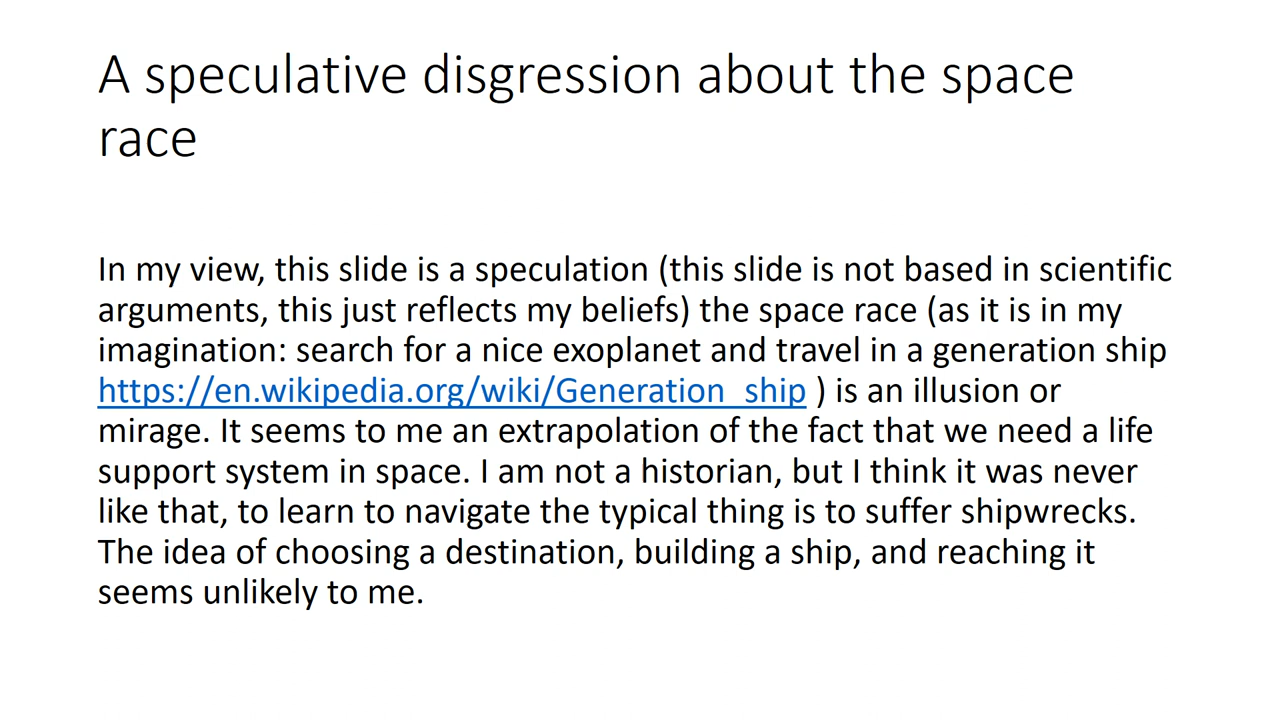 A speculative disgression about the space
race
In my view, this slide is a speculation (this slide is not based in scientific
arguments, this just reflects my beliefs) the space race (as it is in my
imagination: search for a nice exoplanet and travel in a generation ship
https://en.wikipedia.org/wiki/Generation_ship ) is an illusion or
mirage. It seems to me an extrapolation of the fact that we need a life
support system in space. I am not a historian, but I think it was never
like that, to learn to navigate the typical thing is to suffer shipwrecks.
The idea of choosing a destination, building a ship, and reaching it
seems unlikely to me.